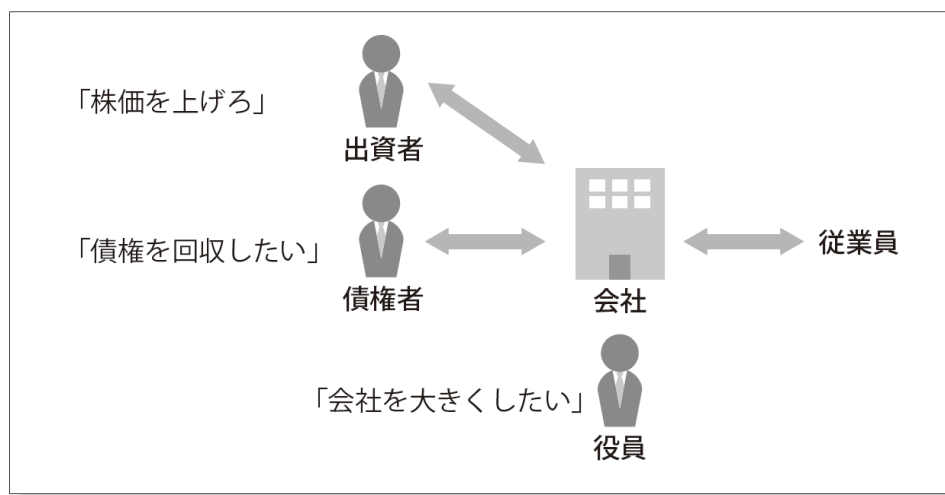 「株価を上げろ」
出資者
「債権を回収したい」
債権者
会社
従業員
「会社を大きくしたい」
役員